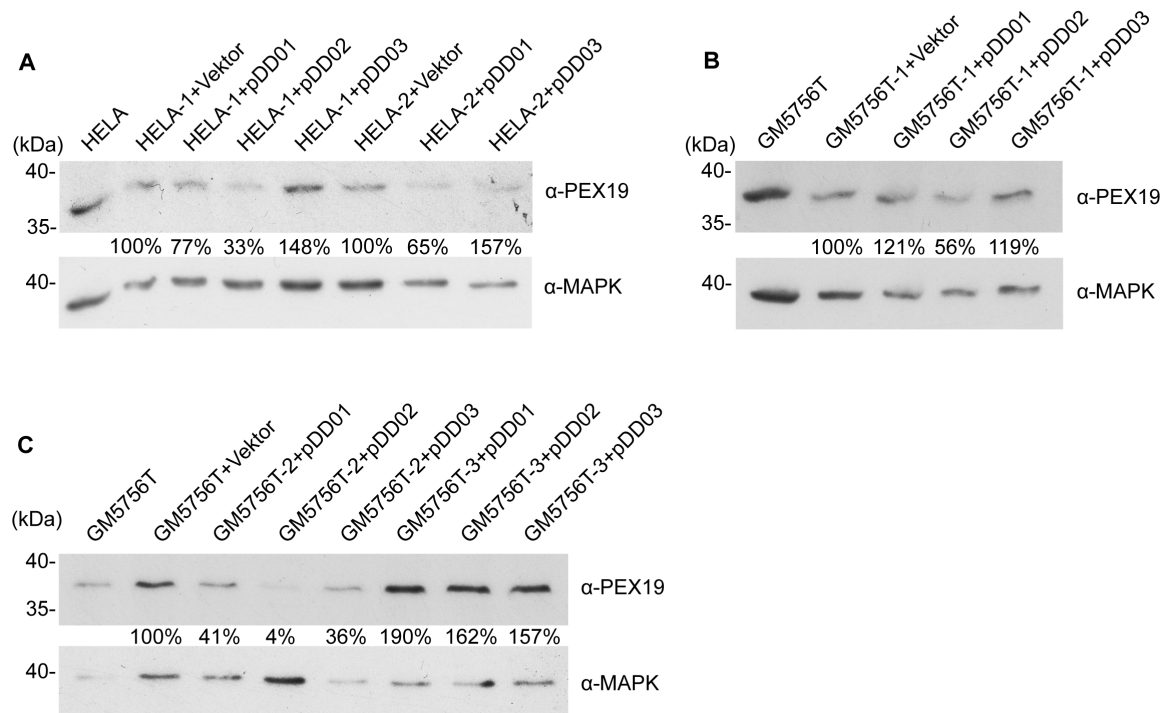 A
HELA
HELA-1+Vektor
HELA-1+pDD01
HELA-1+pDD02
HELA-1+pDD03
HELA-2+Vektor
HELA-2+pDD01
HELA-2+pDD03
(kDa)
40-
α-PEX19
35-
100% 77% 33% 148% 100% 65% 157%
40-
α-MAPK
B
GM5756T
GM5756T-1+Vektor
GM5756T-1+pDD01
GM5756T-1+pDD02
GM5756T-1+pDD03
(kDa)
40-
α-PEX19
35-
100% 121% 56% 119%
40-
α-MAPK
C
GM5756T
GM5756T+Vektor
GM5756T-2+pDD01
GM5756T-2+pDD02
GM5756T-2+pDD03
GM5756T-3+pDD01
GM5756T-3+pDD02
GM5756T-3+pDD03
(kDa)
40-
α-PEX19
35-
100% 41% 4% 36% 190% 162% 157%
40-
α-MAPK